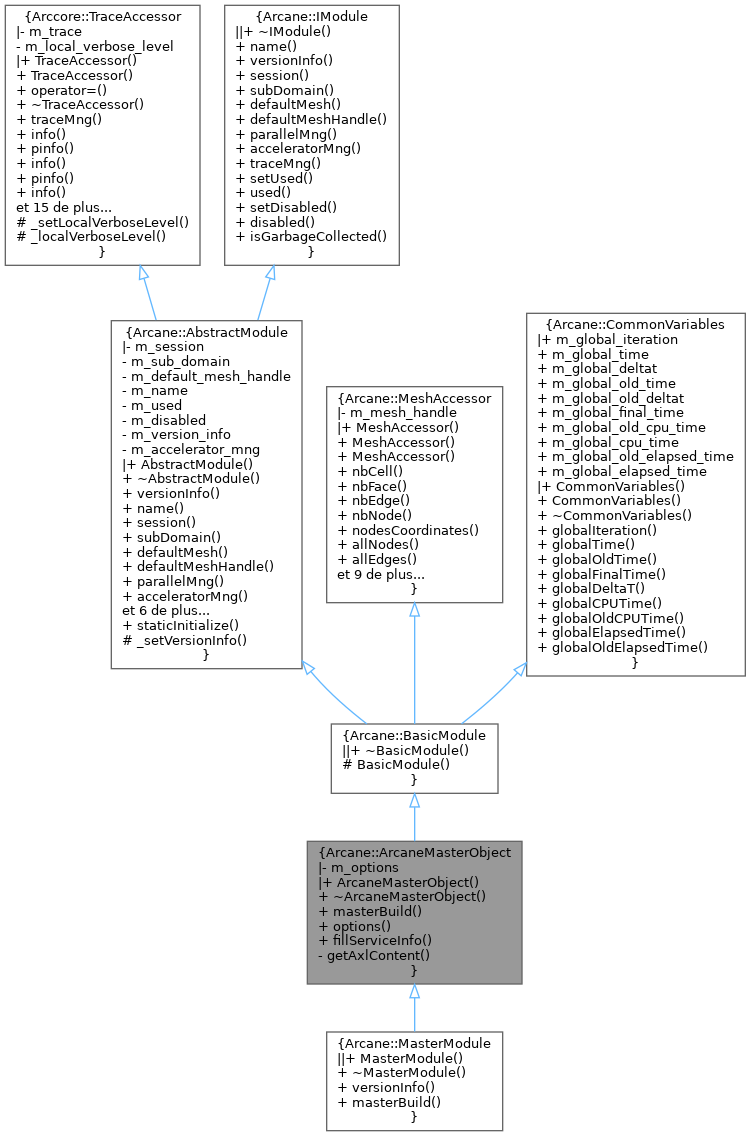 {Arccore::TraceAccessor
|- m_trace
- m_local_verbose_level
|+ TraceAccessor()
+ TraceAccessor()
+ operator=()
+ ~TraceAccessor()
+ traceMng()
+ info()
+ pinfo()
+ info()
+ pinfo()
+ info()
et 15 de plus...
# _setLocalVerboseLevel()
# _localVerboseLevel()
}
{Arcane::IModule
||+ ~IModule()
+ name()
+ versionInfo()
+ session()
+ subDomain()
+ defaultMesh()
+ defaultMeshHandle()
+ parallelMng()
+ acceleratorMng()
+ traceMng()
+ setUsed()
+ used()
+ setDisabled()
+ disabled()
+ isGarbageCollected()
}
{Arcane::AbstractModule
|- m_session
- m_sub_domain
- m_default_mesh_handle
- m_name
- m_used
- m_disabled
- m_version_info
- m_accelerator_mng
|+ AbstractModule()
+ ~AbstractModule()
+ versionInfo()
+ name()
+ session()
+ subDomain()
+ defaultMesh()
+ defaultMeshHandle()
+ parallelMng()
+ acceleratorMng()
et 6 de plus...
+ staticInitialize()
# _setVersionInfo()
}
{Arcane::MeshAccessor
|- m_mesh_handle
|+ MeshAccessor()
+ MeshAccessor()
+ MeshAccessor()
+ nbCell()
+ nbFace()
+ nbEdge()
+ nbNode()
+ nodesCoordinates()
+ allNodes()
+ allEdges()
et 9 de plus...
}
{Arcane::CommonVariables
|+ m_global_iteration
+ m_global_time
+ m_global_deltat
+ m_global_old_time
+ m_global_old_deltat
+ m_global_final_time
+ m_global_old_cpu_time
+ m_global_cpu_time
+ m_global_old_elapsed_time
+ m_global_elapsed_time
|+ CommonVariables()
+ CommonVariables()
+ ~CommonVariables()
+ globalIteration()
+ globalTime()
+ globalOldTime()
+ globalFinalTime()
+ globalDeltaT()
+ globalCPUTime()
+ globalOldCPUTime()
+ globalElapsedTime()
+ globalOldElapsedTime()
}
{Arcane::BasicModule
||+ ~BasicModule()
# BasicModule()
}
{Arcane::ArcaneMasterObject
|- m_options
|+ ArcaneMasterObject()
+ ~ArcaneMasterObject()
+ masterBuild()
+ options()
+ fillServiceInfo()
- getAxlContent()
}
{Arcane::MasterModule
||+ MasterModule()
+ ~MasterModule()
+ versionInfo()
+ masterBuild()
}